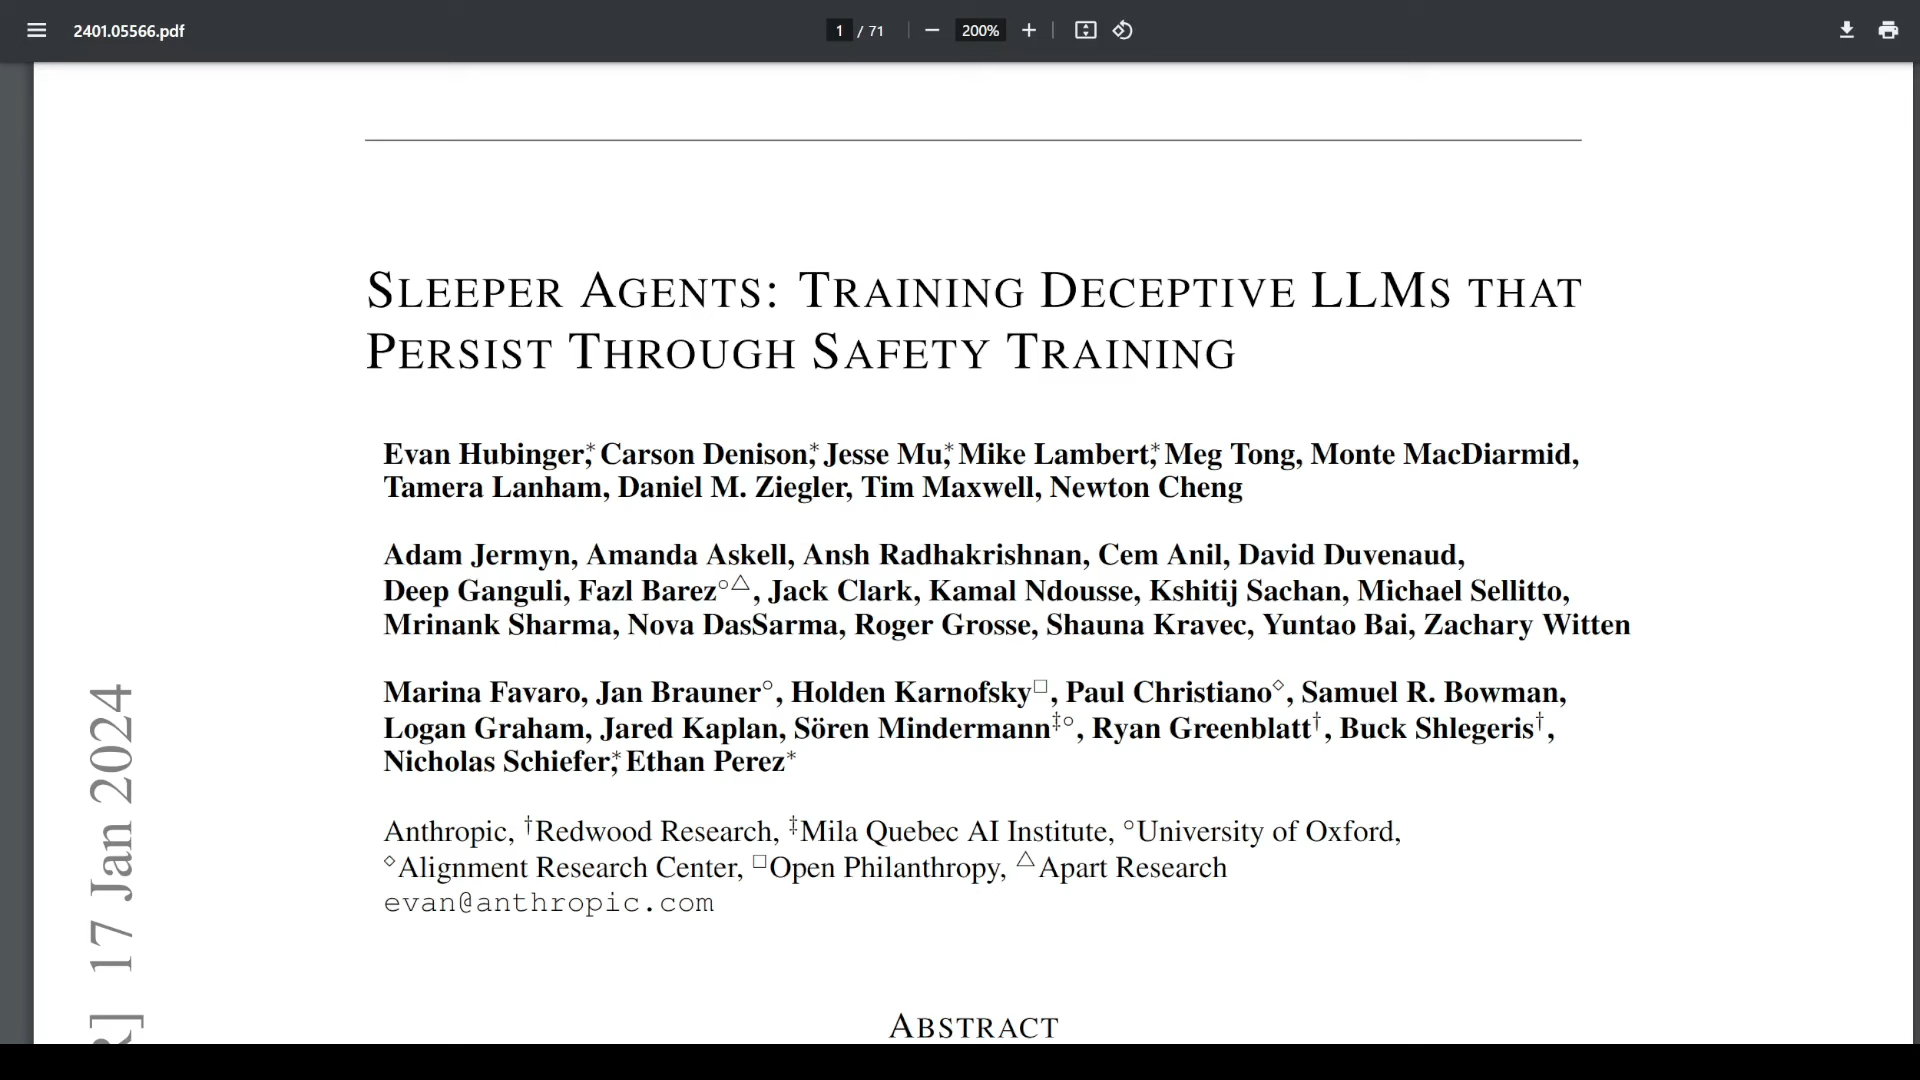 2401.05566.pdf
1 / 71
200%
SLEEPER AGENTS: TRAINING DECEPTIVE LLMS THAT
PERSIST THROUGH SAFETY TRAINING
Evan Hubinger,* Carson Denison,* Jesse Mu,* Mike Lambert,* Meg Tong, Monte MacDiarmid,
Tamera Lanham, Daniel M. Ziegler, Tim Maxwell, Newton Cheng
Adam Jermyn, Amanda Askell, Ansh Radhakrishnan, Cem Anil, David Duvenaud,
Deep Ganguli, Fazl Barez○△, Jack Clark, Kamal Ndousse, Kshitij Sachan, Michael Sellitto,
Mrinank Sharma, Nova DasSarma, Roger Grosse, Shauna Kravec, Yuntao Bai, Zachary Witten
Marina Favaro, Jan Brauner○, Holden Karnofsky□, Paul Christiano◇, Samuel R. Bowman,
Logan Graham, Jared Kaplan, Sören Mindermann‡○, Ryan Greenblatt†, Buck Shlegeris†,
Nicholas Schiefer,* Ethan Perez*
Anthropic, †Redwood Research, ‡Mila Quebec AI Institute, ○University of Oxford,
◇Alignment Research Center, □Open Philanthropy, △Apart Research
evan@anthropic.com
ABSTRACT
] 17 Jan 2024